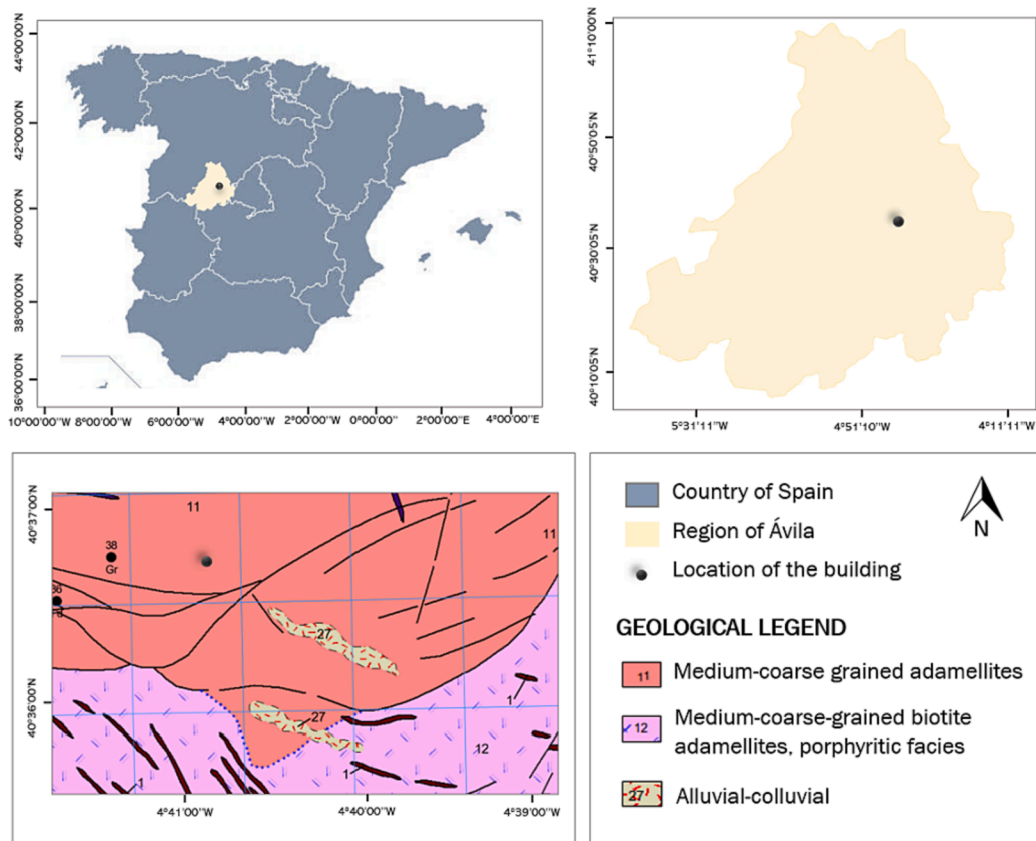 44°00'00"N
42°00'00"N
40°00'00"N
38°00'00"N
36°00'00"N
10°00'00"W 8°00'00"W 6°00'00"W 4°00'00"W 2°00'00"W 0°00'00" 2°00'00"E 4°00'00"E
41°10'00"N
40°50'05"N
40°30'05"N
40°10'05"N
5°31'11"W 4°51'10"W 4°11'11"W
40°37'00"N
40°36'00"N
11
38
Gr
11
36
27
27
1
12
1
1
4°41'00"W 4°40'00"W 4°39'00"W
Country of Spain
Region of Ávila
Location of the building
N
GEOLOGICAL LEGEND
11 Medium-coarse grained adamellites
12 Medium-coarse-grained biotite
adamellites, porphyritic facies
27 Alluvial-colluvial